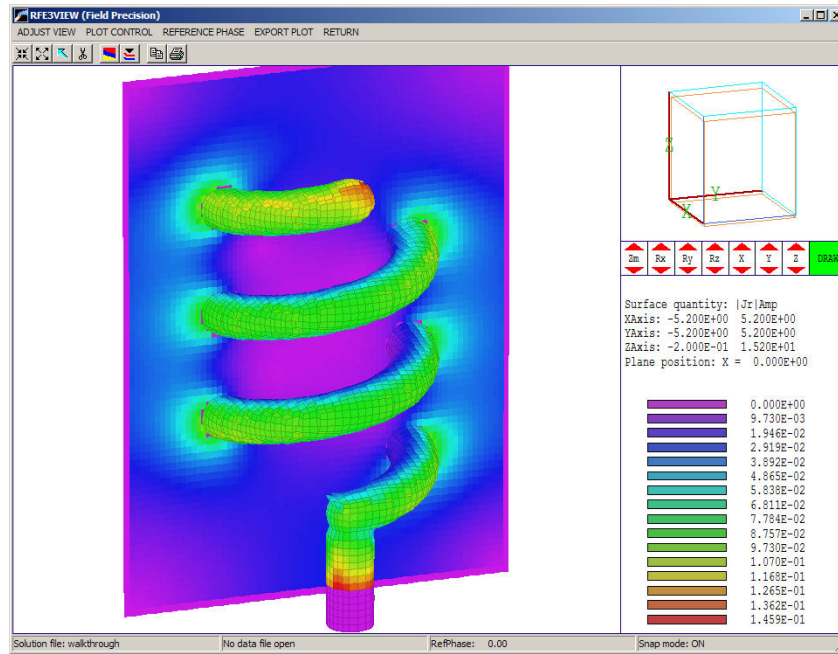 RFE3VIEW (Field Precision)
ADJUST VIEW PLOT CONTROL REFERENCE PHASE EXPORT PLOT RETURN
Z
Y
X
Zm Rx Ry Rz X Y Z DRAW
Surface quantity: |Jr|Amp
XAxis: -5.200E+00 5.200E+00
YAxis: -5.200E+00 5.200E+00
ZAxis: -2.000E-01 1.520E+01
Plane position: X = 0.000E+00
0.000E+00
9.730E-03
1.946E-02
2.919E-02
3.892E-02
4.865E-02
5.838E-02
6.811E-02
7.784E-02
8.757E-02
9.730E-02
1.070E-01
1.168E-01
1.265E-01
1.362E-01
1.459E-01
Solution file: walkthrough No data file open RefPhase: 0.00 Snap mode: ON